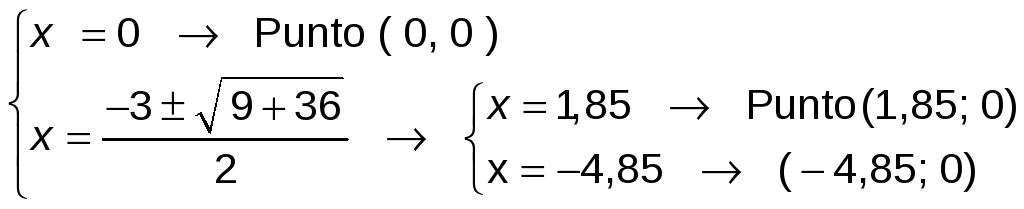 x = 0 → Punto ( 0, 0 )
x = (−3 ± √(9 + 36)) / 2 →
x = 1,85 → Punto (1,85; 0)
x = −4,85 → ( − 4,85; 0)